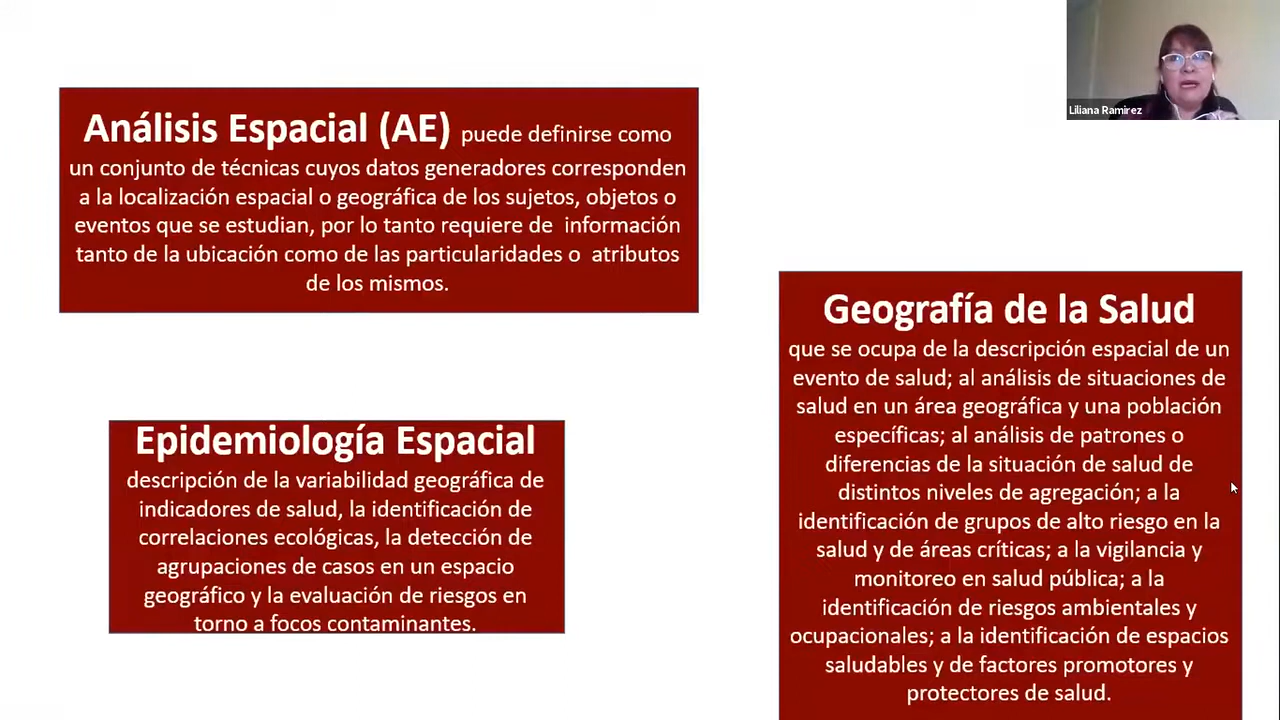 Liliana Ramirez
Análisis Espacial (AE) puede definirse como
un conjunto de técnicas cuyos datos generadores corresponden
a la localización espacial o geográfica de los sujetos, objetos o
eventos que se estudian, por lo tanto requiere de información
tanto de la ubicación como de las particularidades o atributos
de los mismos.
Epidemiología Espacial
descripción de la variabilidad geográfica de
indicadores de salud, la identificación de
correlaciones ecológicas, la detección de
agrupaciones de casos en un espacio
geográfico y la evaluación de riesgos en
torno a focos contaminantes.
Geografía de la Salud
que se ocupa de la descripción espacial de un
evento de salud; al análisis de situaciones de
salud en un área geográfica y una población
específicas; al análisis de patrones o
diferencias de la situación de salud de
distintos niveles de agregación; a la
identificación de grupos de alto riesgo en la
salud y de áreas críticas; a la vigilancia y
monitoreo en salud pública; a la
identificación de riesgos ambientales y
ocupacionales; a la identificación de espacios
saludables y de factores promotores y
protectores de salud.